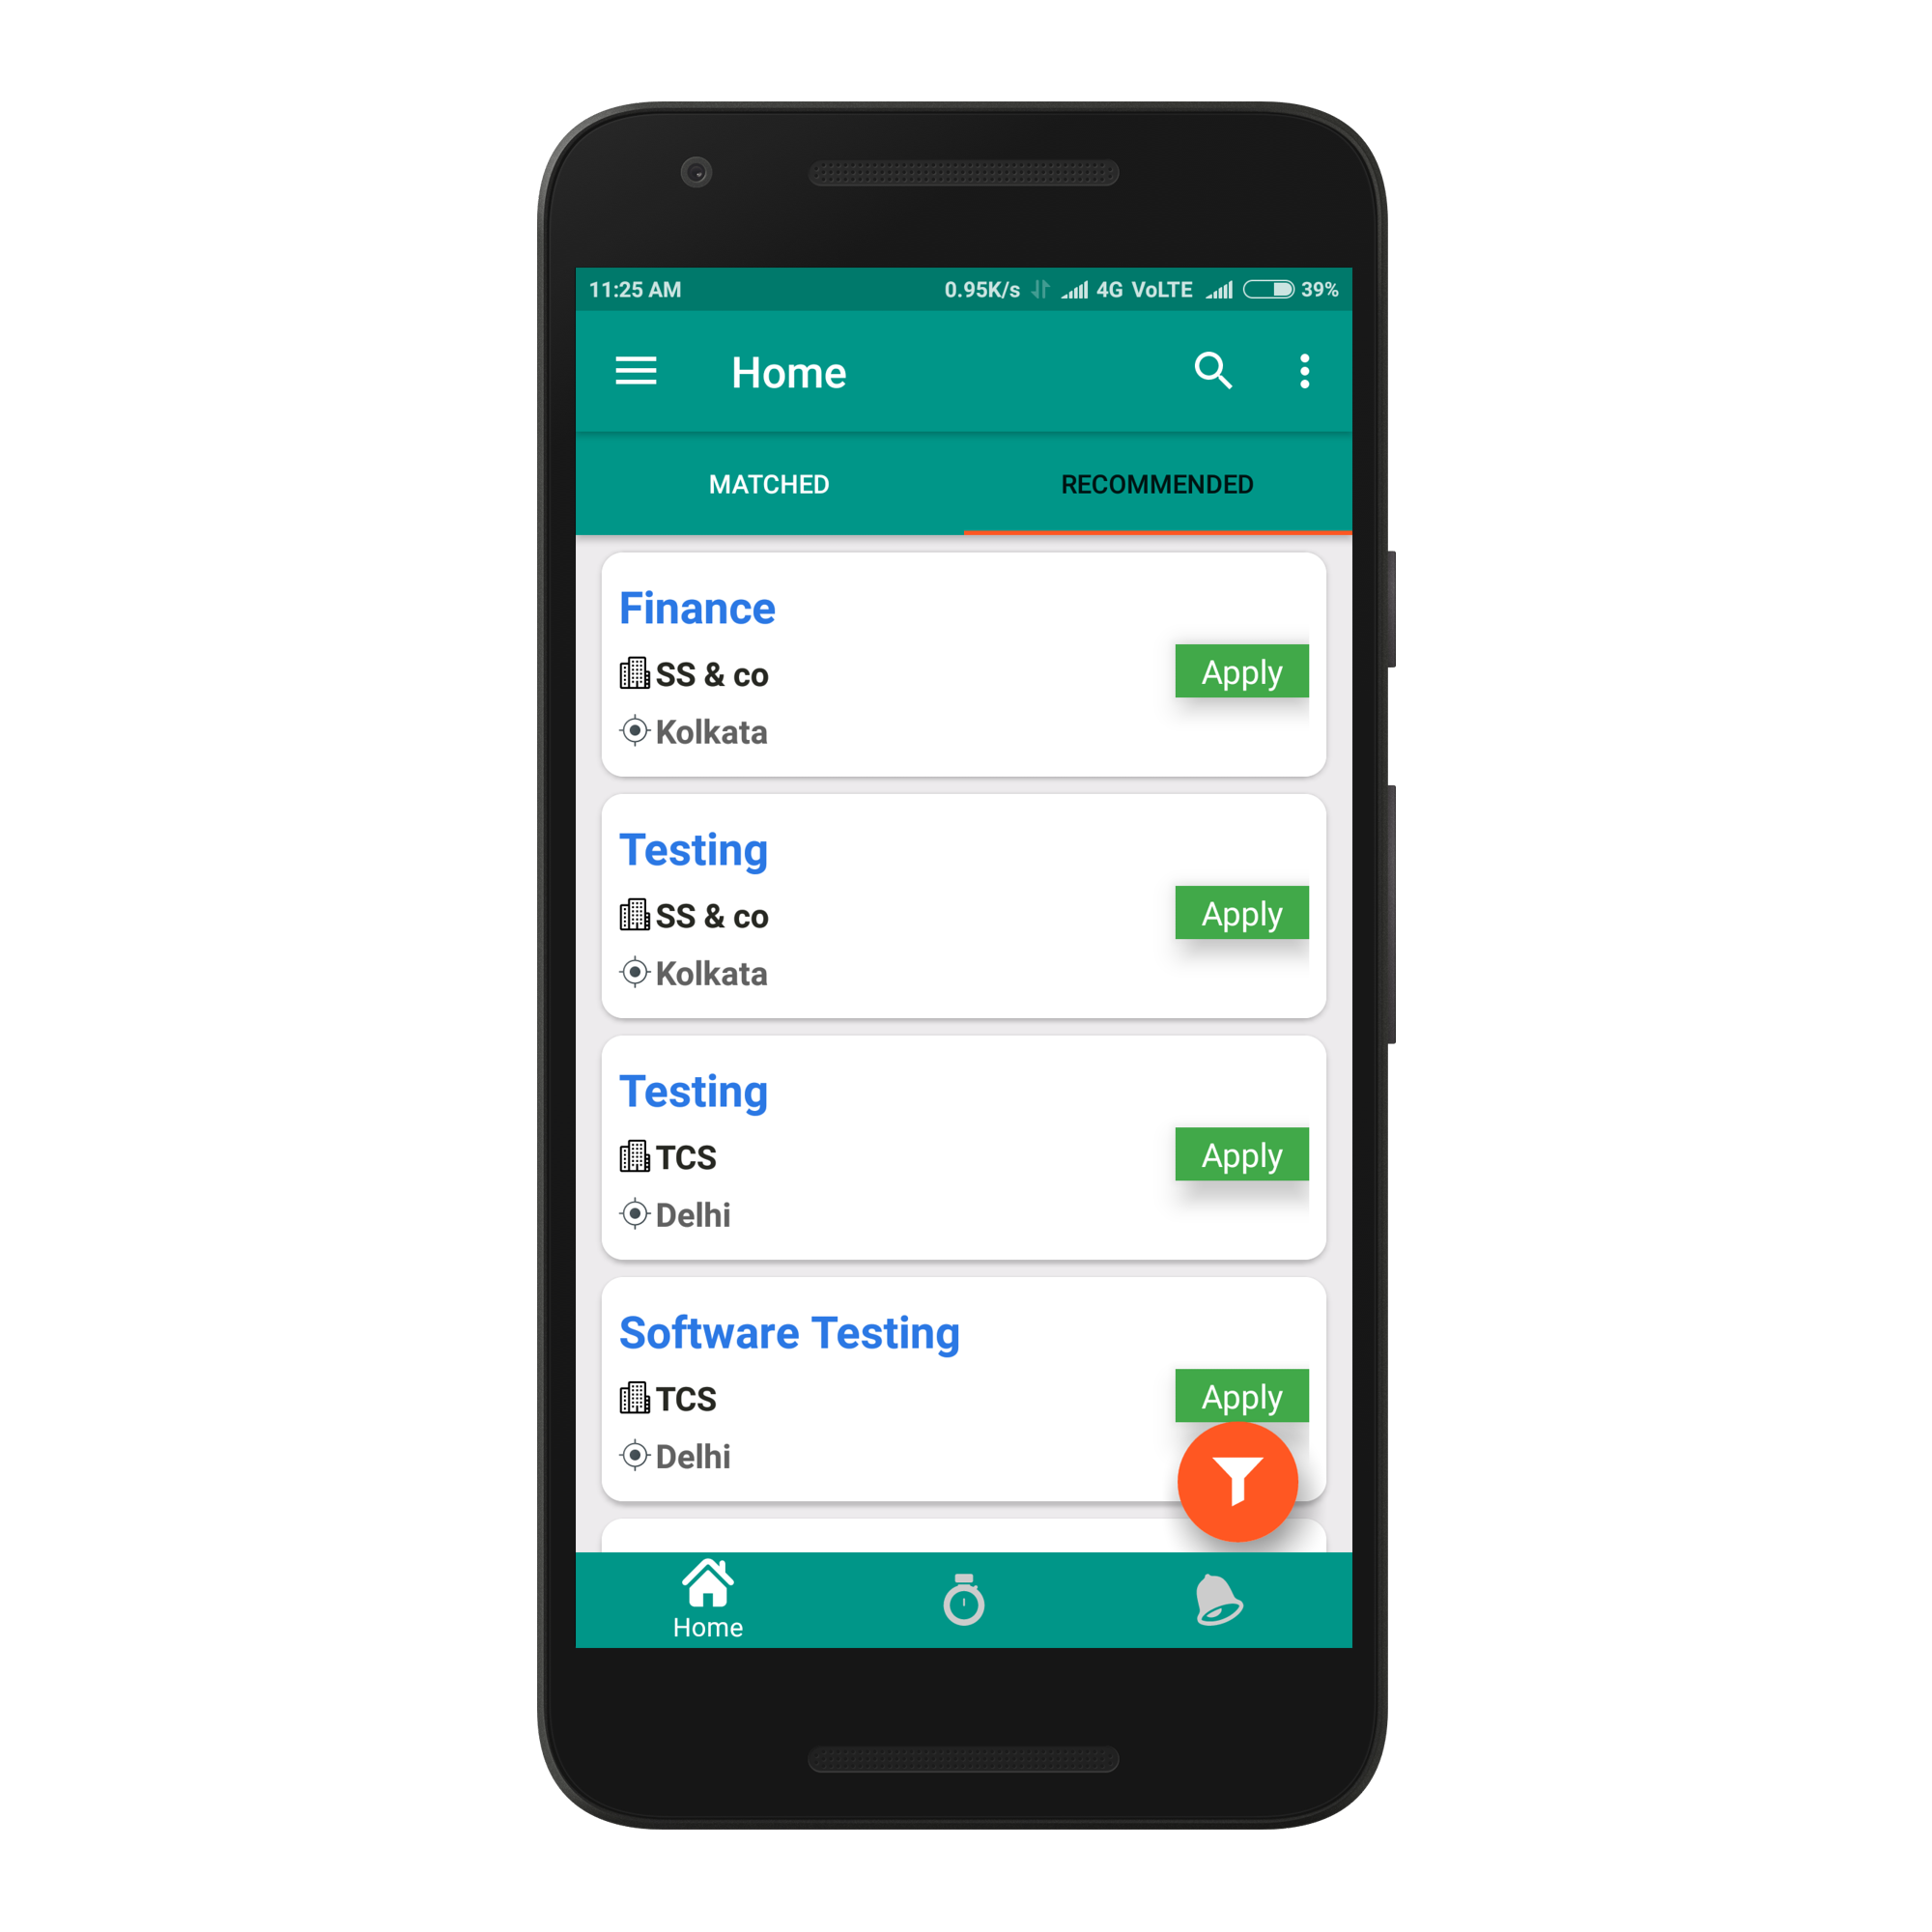 11:25 AM 0.95K/s 4G VoLTE 39%
Home
MATCHED RECOMMENDED
Finance
SS & co
Apply
Kolkata
Testing
SS & co
Apply
Kolkata
Testing
TCS
Apply
Delhi
Software Testing
TCS
Apply
Delhi
Home